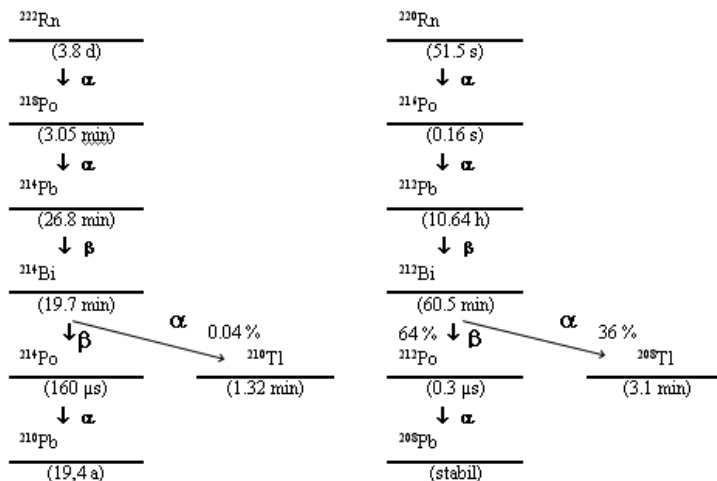 ²²²Rn ²²⁰Rn
(3.8 d) (51.5 s)
↓ α ↓ α
²¹⁸Po ²¹⁶Po
(3.05 min) (0.16 s)
↓ α ↓ α
²¹⁴Pb ²¹²Pb
(26.8 min) (10.64 h)
↓ β ↓ β
²¹⁴Bi ²¹²Bi
(19.7 min) (60.5 min)
↓ β α 0.04 % 64 % ↓ β α 36 %
²¹⁴Po ²¹⁰Tl ²¹²Po ²⁰⁸Tl
(160 µs) (1.32 min) (0.3 µs) (3.1 min)
↓ α ↓ α
²¹⁰Pb ²⁰⁸Pb
(19,4 a) (stabil)